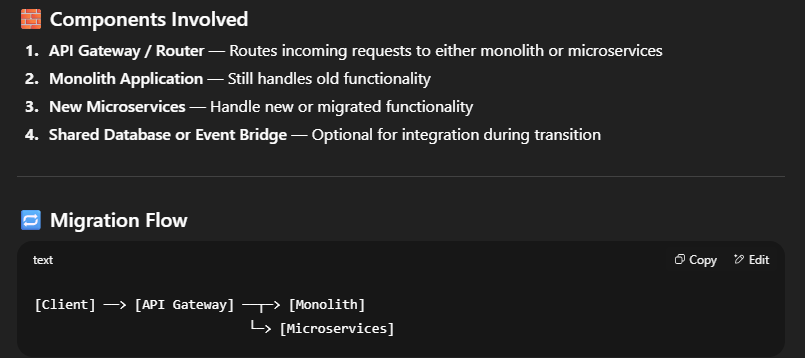 🧱 Components Involved
1. API Gateway / Router — Routes incoming requests to either monolith or microservices
2. Monolith Application — Still handles old functionality
3. New Microservices — Handle new or migrated functionality
4. Shared Database or Event Bridge — Optional for integration during transition
🔁 Migration Flow
text Copy Edit
[Client] ──> [API Gateway] ──┬─> [Monolith]
                             └─> [Microservices]